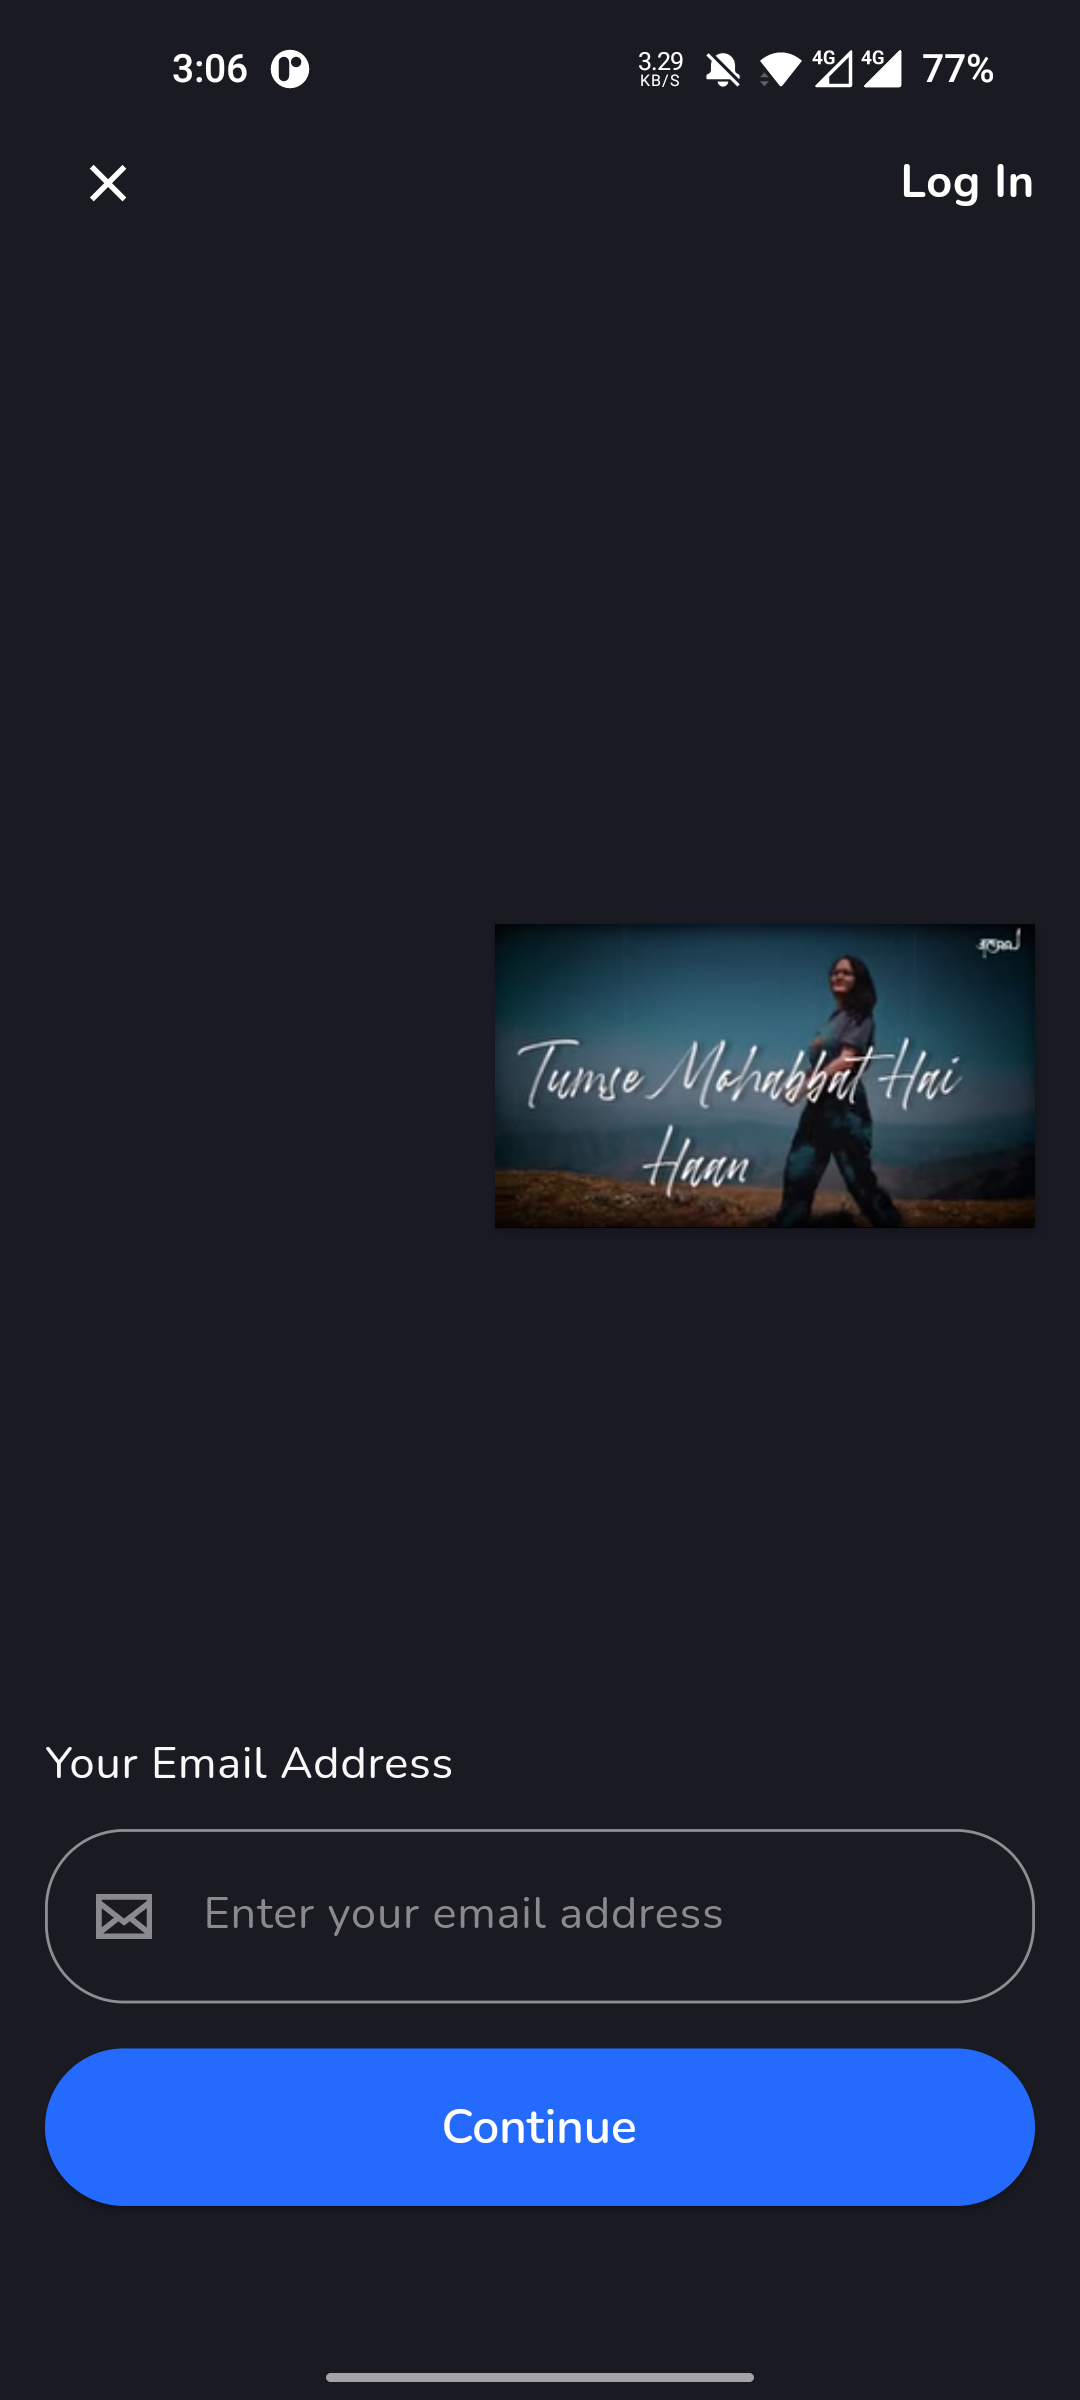 3:06
3.29
KB/S
4G
4G
77%
Log In
Tumse Mohabbat Hai
Haan
Your Email Address
Enter your email address
Continue